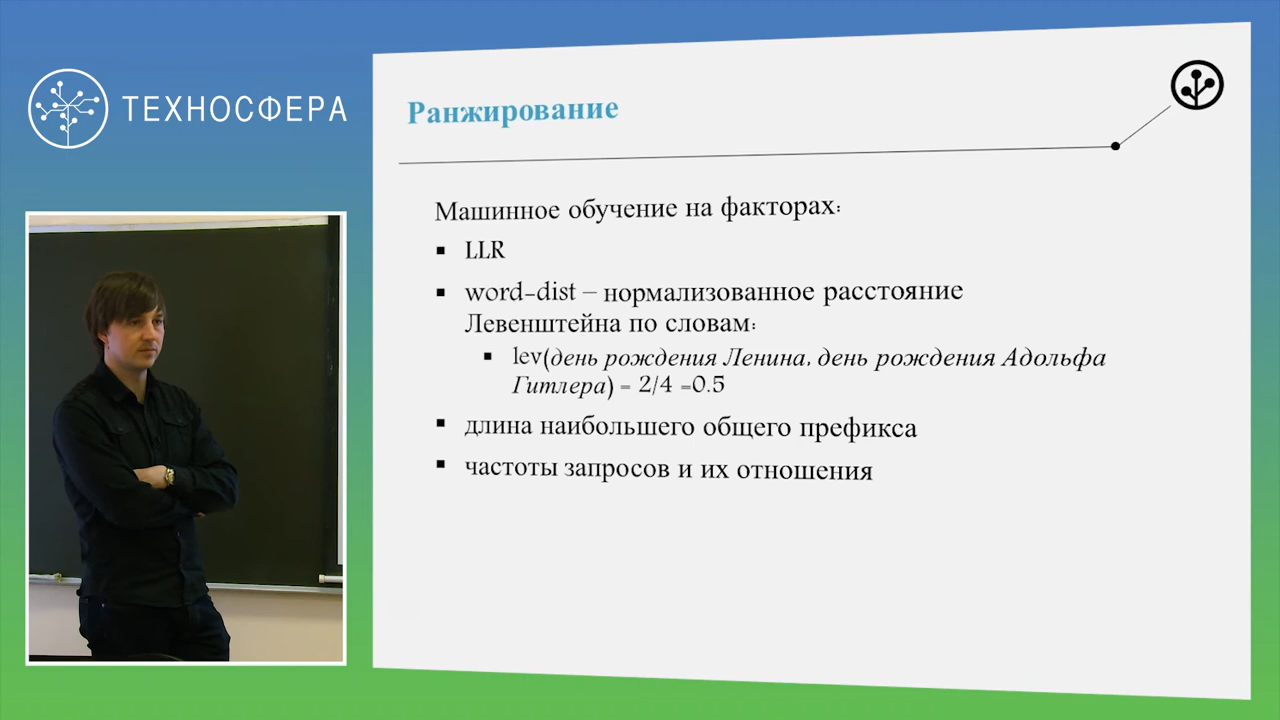 ТЕХНОСФЕРА
Ранжирование
Машинное обучение на факторах:
▪ LLR
▪ word-dist – нормализованное расстояние
Левенштейна по словам:
▪ lev(день рождения Ленина, день рождения Адольфа
Гитлера) = 2/4 =0.5
▪ длина наибольшего общего префикса
▪ частоты запросов и их отношения